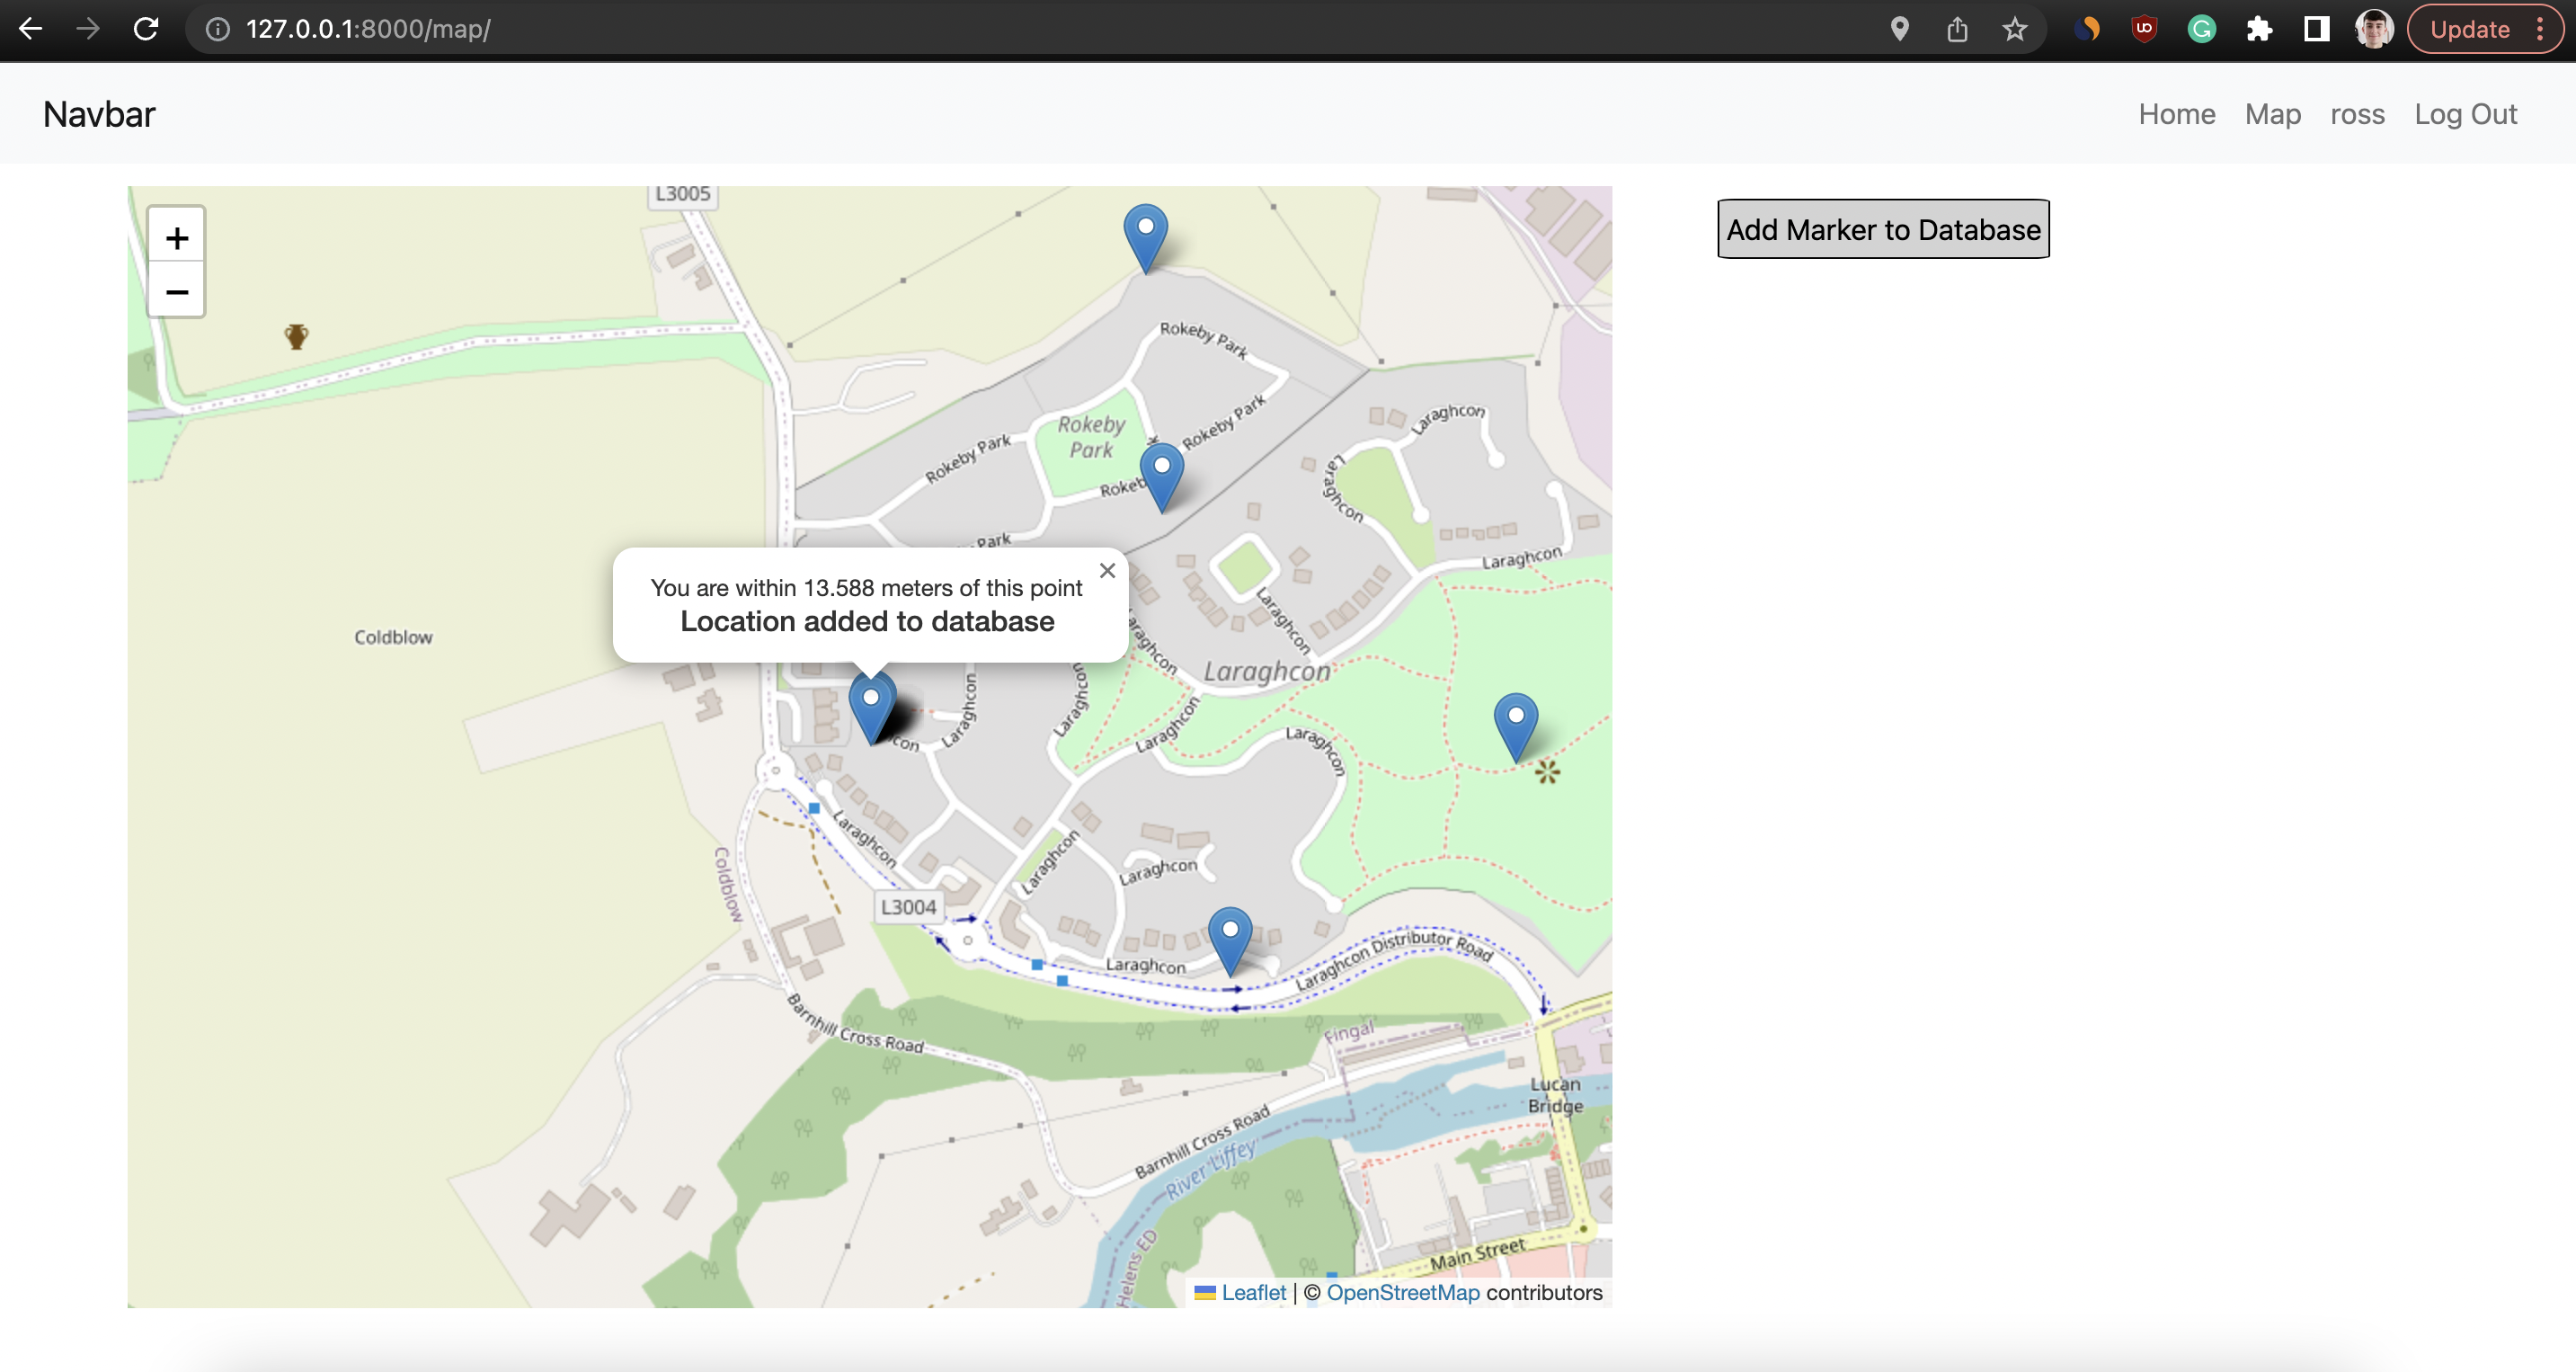 127.0.0.1:8000/map/
Update
Navbar
Home Map ross Log Out
+
−
L3005
Add Marker to Database
Rokeby Park
Rokeby
Park
Rokeby Park
Rokeby Park
Laraghcon
Laraghcon
Park
Laraghcon
You are within 13.588 meters of this point
Location added to database
×
Coldblow
Laraghcon
Laraghcon
Laraghcon
Laraghcon
Laraghcon
Laraghcon
Laraghcon
Laraghcon
Laraghcon
Laraghcon
Coldblow
L3004
Laraghcon
Laraghcon Distributor Road
Barnhill Cross Road
Fingal
Lucan
Bridge
Barnhill Cross Road
River Liffey
Helens ED
Main Street
Leaflet | © OpenStreetMap contributors